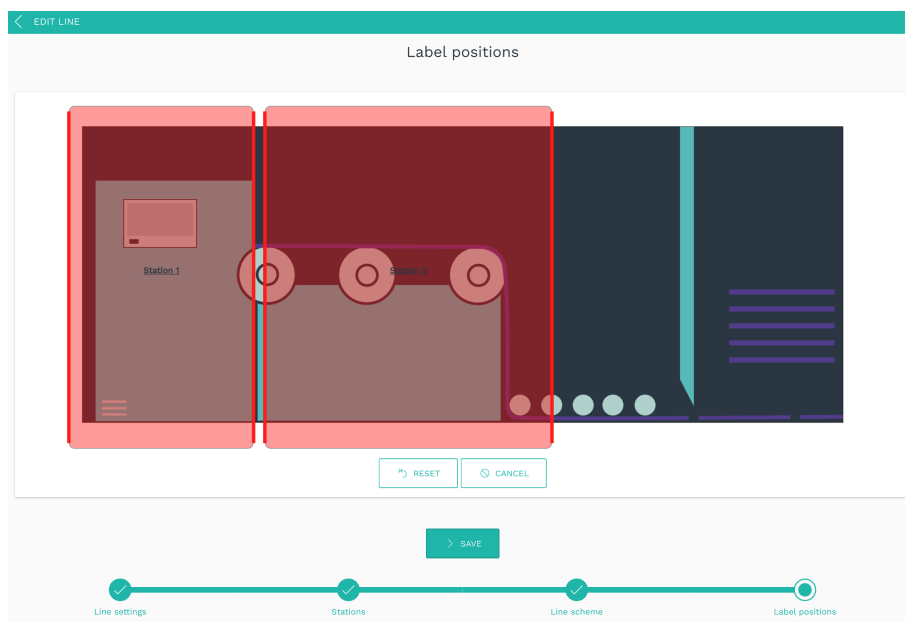 EDIT LINE
Label positions
Station 1
Station 2
RESET
CANCEL
SAVE
Line settings
Stations
Line scheme
Label positions